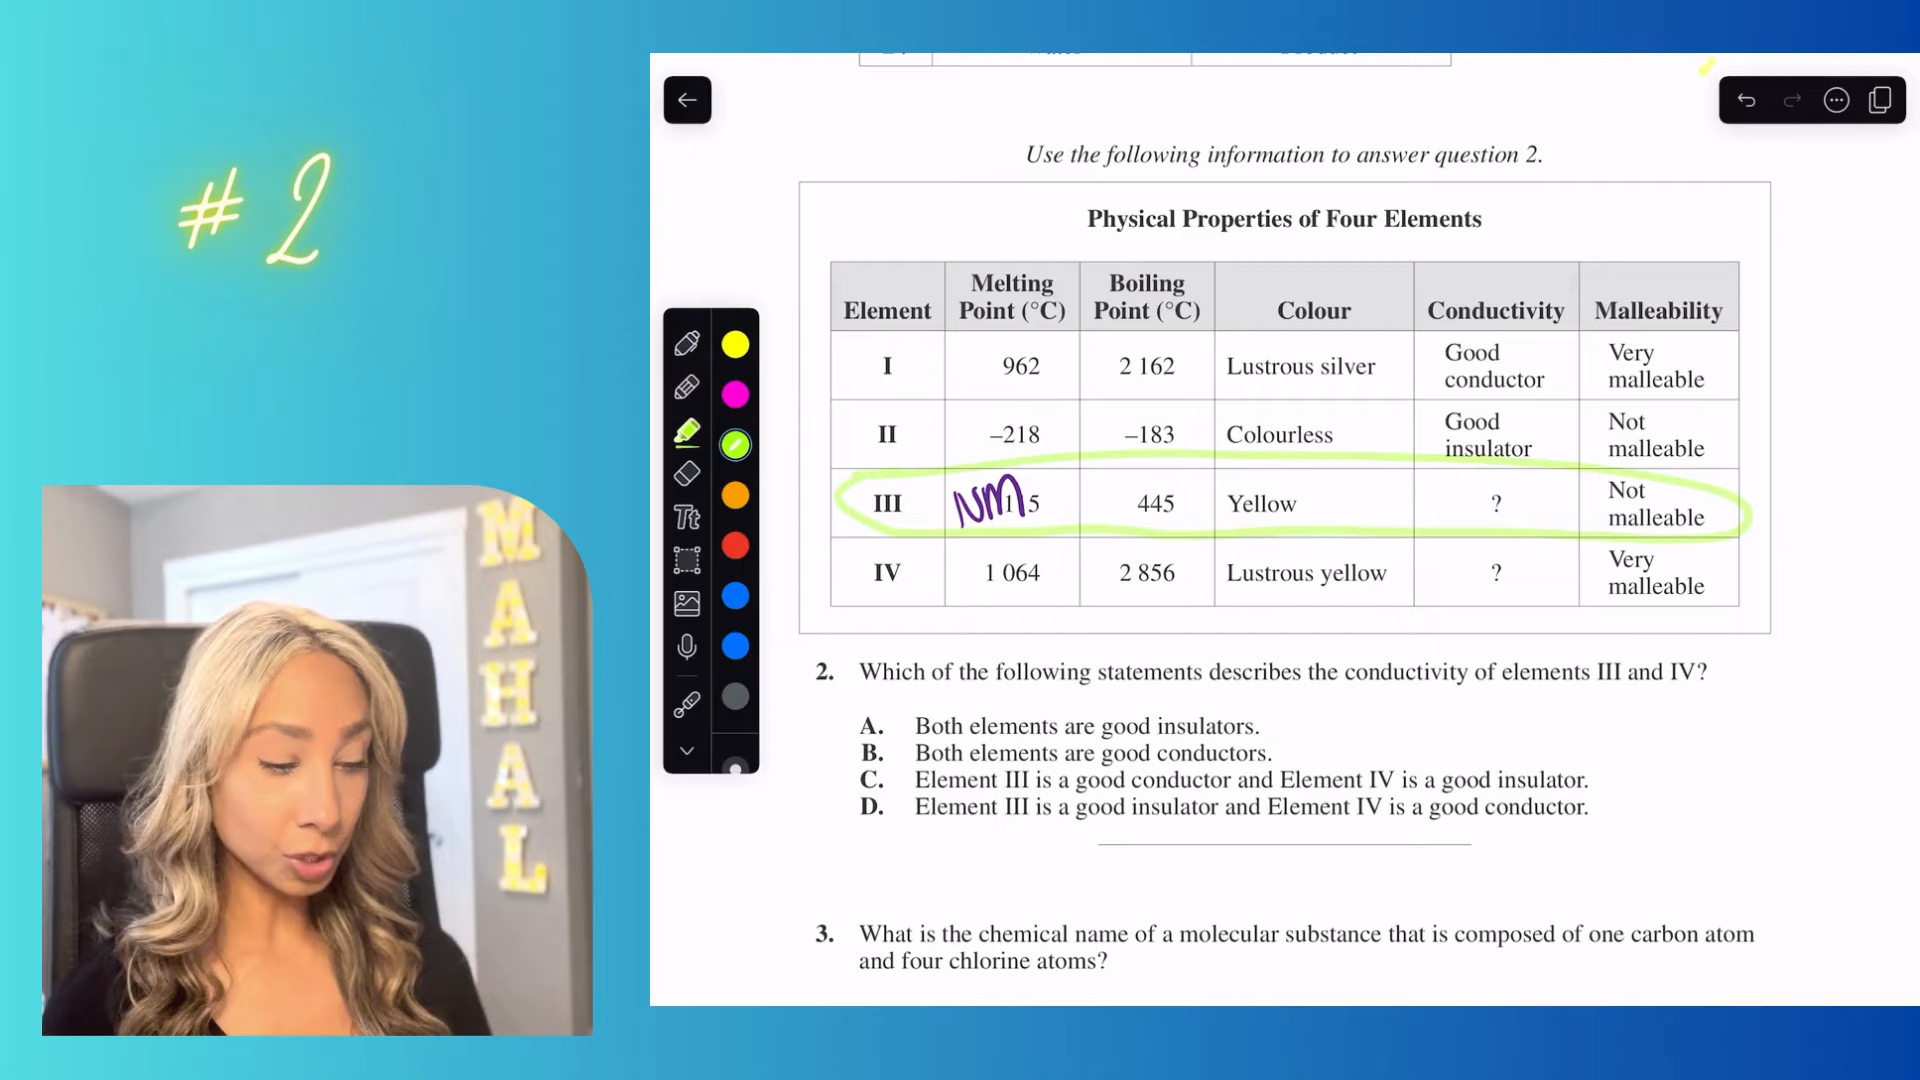 # 2
M
A
H
A
L
Use the following information to answer question 2.
Physical Properties of Four Elements
Element Melting Point (°C) Boiling Point (°C) Colour Conductivity Malleability
I 962 2 162 Lustrous silver Good conductor Very malleable
II –218 –183 Colourless Good insulator Not malleable
III NM 445 Yellow ? Not malleable
IV 1 064 2 856 Lustrous yellow ? Very malleable
2. Which of the following statements describes the conductivity of elements III and IV?
A. Both elements are good insulators.
B. Both elements are good conductors.
C. Element III is a good conductor and Element IV is a good insulator.
D. Element III is a good insulator and Element IV is a good conductor.
3. What is the chemical name of a molecular substance that is composed of one carbon atom
and four chlorine atoms?
Tt